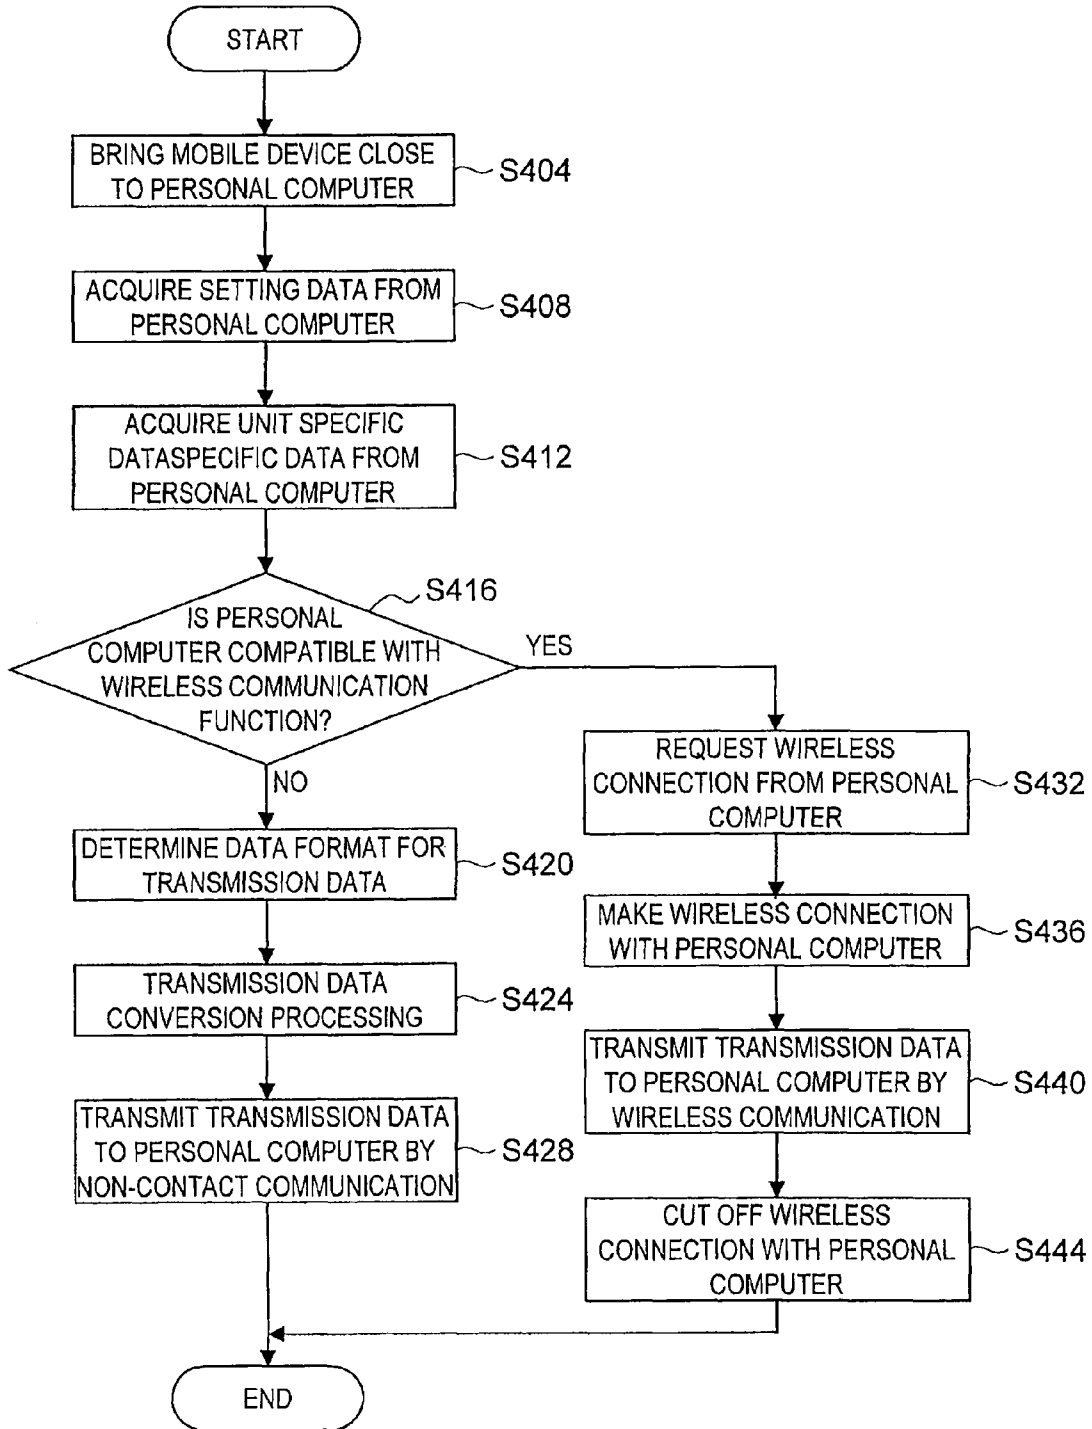 START
BRING MOBILE DEVICE CLOSE
TO PERSONAL COMPUTER
S404
ACQUIRE SETTING DATA FROM
PERSONAL COMPUTER
S408
ACQUIRE UNIT SPECIFIC
DATASPECIFIC DATA FROM
PERSONAL COMPUTER
S412
S416
IS PERSONAL
COMPUTER COMPATIBLE WITH
WIRELESS COMMUNICATION
FUNCTION?
YES
NO
DETERMINE DATA FORMAT FOR
TRANSMISSION DATA
S420
TRANSMISSION DATA
CONVERSION PROCESSING
S424
TRANSMIT TRANSMISSION DATA
TO PERSONAL COMPUTER BY
NON-CONTACT COMMUNICATION
S428
REQUEST WIRELESS
CONNECTION FROM PERSONAL
COMPUTER
S432
MAKE WIRELESS CONNECTION
WITH PERSONAL COMPUTER
S436
TRANSMIT TRANSMISSION DATA
TO PERSONAL COMPUTER BY
WIRELESS COMMUNICATION
S440
CUT OFF WIRELESS
CONNECTION WITH PERSONAL
COMPUTER
S444
END